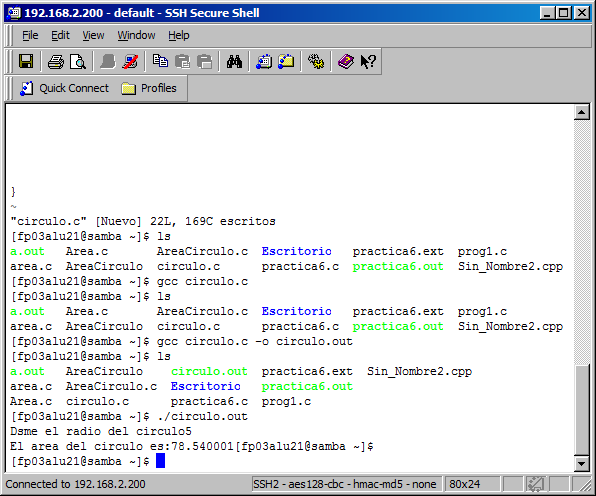 192.168.2.200 - default - SSH Secure Shell
File Edit View Window Help
Quick Connect Profiles
}
~
"circulo.c" [Nuevo] 22L, 169C escritos
[fp03alu21@samba ~]$ ls
a.out Area.c AreaCirculo.c Escritorio practica6.ext prog1.c
area.c AreaCirculo circulo.c practica6.c practica6.out Sin_Nombre2.cpp
[fp03alu21@samba ~]$ gcc circulo.c
[fp03alu21@samba ~]$ ls
a.out Area.c AreaCirculo.c Escritorio practica6.ext prog1.c
area.c AreaCirculo circulo.c practica6.c practica6.out Sin_Nombre2.cpp
[fp03alu21@samba ~]$ gcc circulo.c -o circulo.out
[fp03alu21@samba ~]$ ls
a.out AreaCirculo circulo.out practica6.ext Sin_Nombre2.cpp
area.c AreaCirculo.c Escritorio practica6.out
Area.c circulo.c practica6.c prog1.c
[fp03alu21@samba ~]$ ./circulo.out
Dsme el radio del circulo5
El area del circulo es:78.540001[fp03alu21@samba ~]$
[fp03alu21@samba ~]$
Connected to 192.168.2.200 SSH2 - aes128-cbc - hmac-md5 - none 80x24